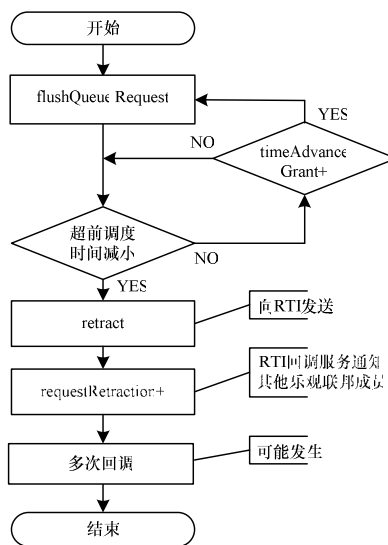 开始
flushQueue Request
YES
NO
timeAdvance
Grant+
超前调度
时间减小
NO
YES
retract
向RTI发送
requestRetraction+
RTI回调服务通知
其他乐观联邦成员
多次回调
可能发生
结束